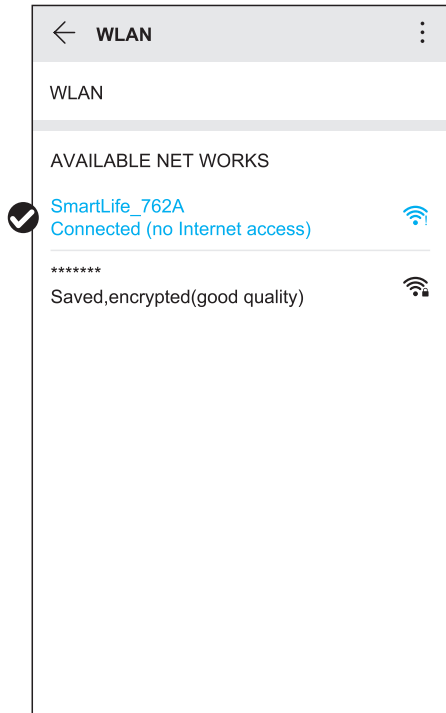 WLAN
WLAN
AVAILABLE NET WORKS
SmartLife_762A
Connected (no Internet access)
*******
Saved,encrypted(good quality)